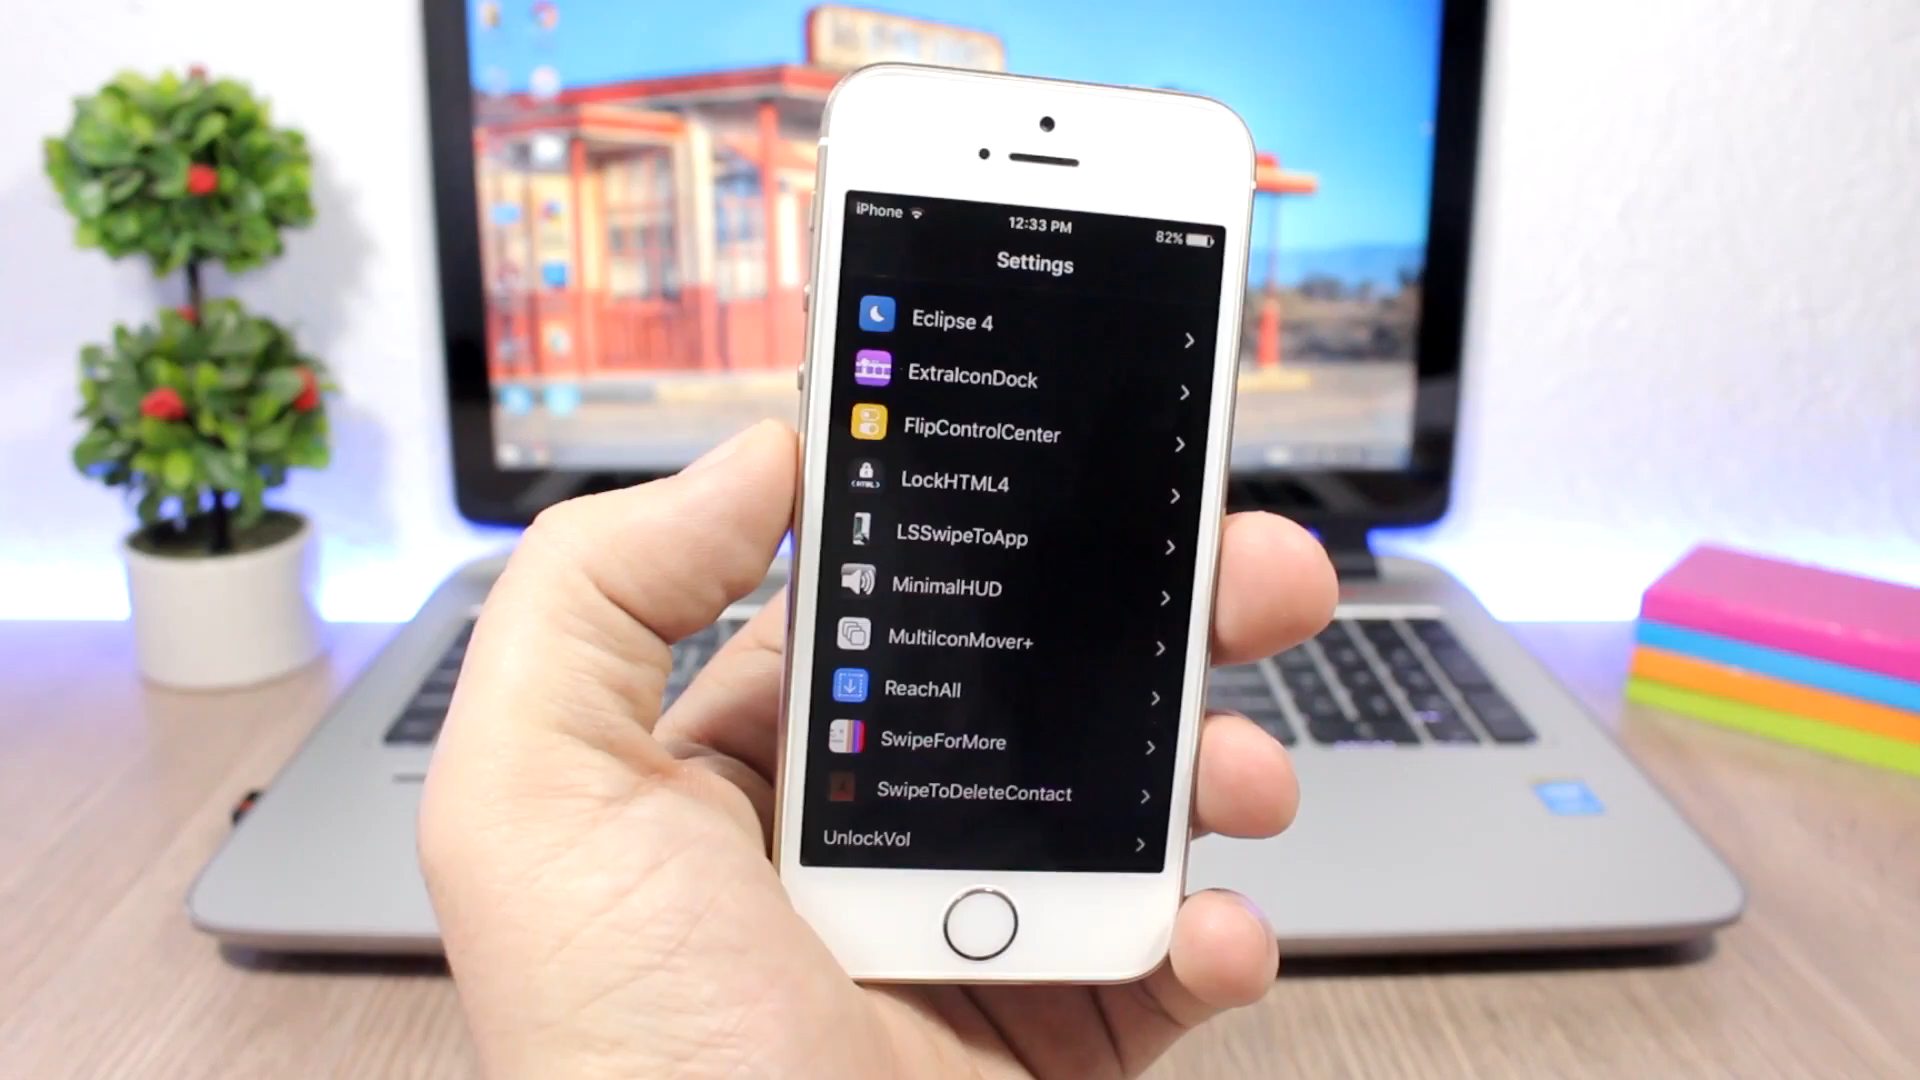 iPhone 12:33 PM 82%
Settings
Eclipse 4
ExtraIconDock
FlipControlCenter
LockHTML4
LSSwipeToApp
MinimalHUD
MultiIconMover+
ReachAll
SwipeForMore
SwipeToDeleteContact
UnlockVol